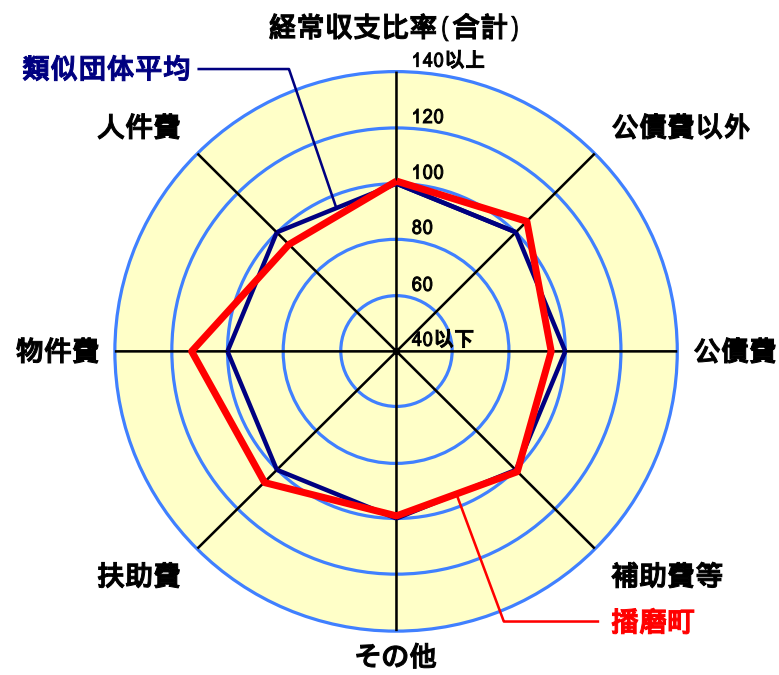 経常収支比率(合計)
類似団体平均
140以上
人件費
120
公債費以外
100
80
60
40以下
物件費
公債費
扶助費
補助費等
播磨町
その他